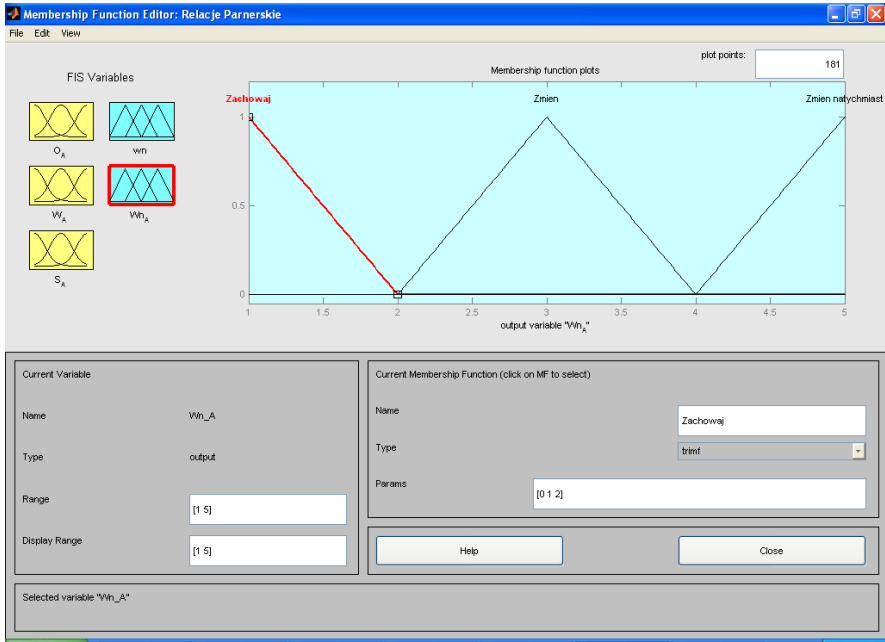 Membership Function Editor: Relacje Parnerskie
File Edit View
FIS Variables
plot points:
181
Membership function plots
Zachowaj
Zmien
Zmien natychmiast
O_A
wn
W_A
Wn_A
S_A
1
0.5
0
1 1.5 2 2.5 3 3.5 4 4.5 5
output variable "Wn_A"
Current Variable
Name Wn_A
Type output
Range [1 5]
Display Range [1 5]
Current Membership Function (click on MF to select)
Name Zachowaj
Type trimf
Params [0 1 2]
Help Close
Selected variable "Wn_A"